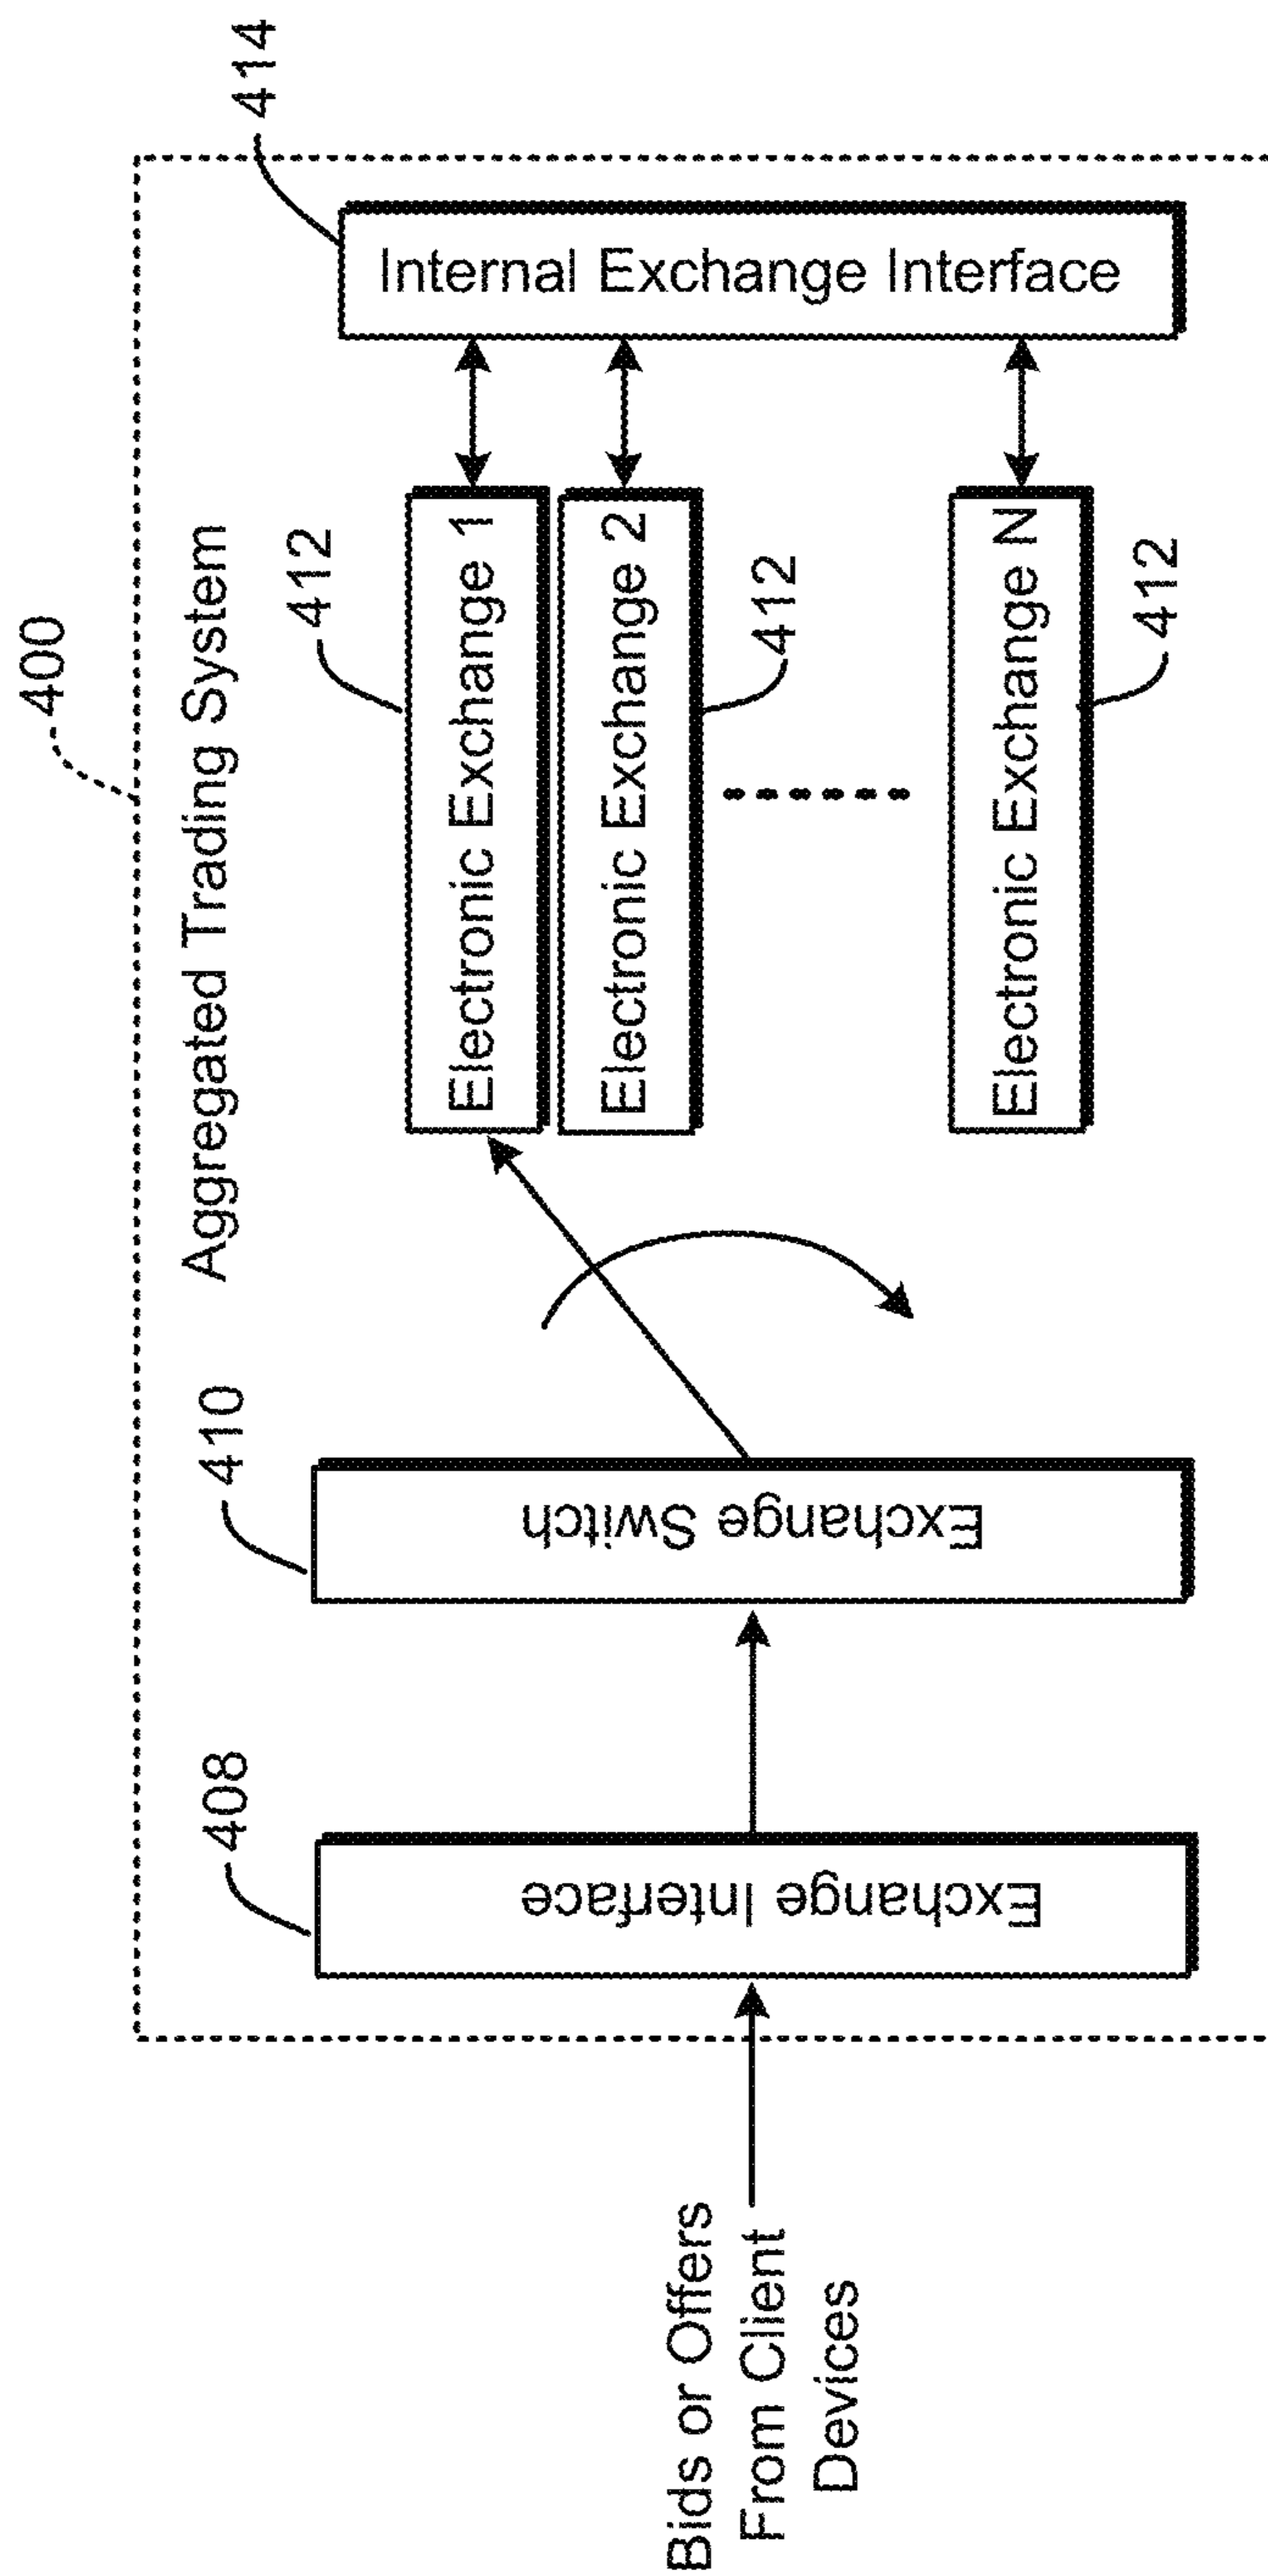 400
Aggregated Trading System
408
410
412
414
Bids or Offers
From Client
Devices
Exchange Interface
Exchange Switch
Electronic Exchange 1
Electronic Exchange 2
412
Electronic Exchange N
412
Internal Exchange Interface